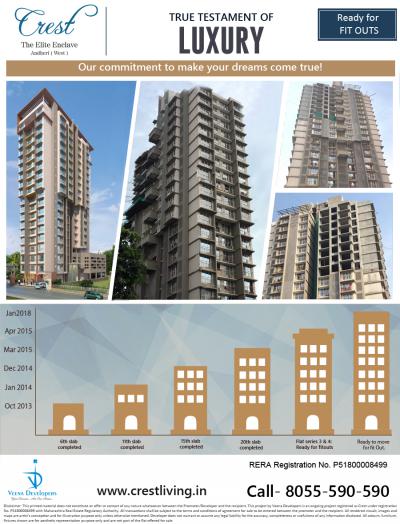 Crest
The Elite Enclave
Andheri ( West )
TRUE TESTAMENT OF
LUXURY
Ready for
FIT OUTS
Our commitment to make your dreams come true!
Jan2018
Apr 2015
Mar 2015
Dec 2014
Jan 2014
Oct 2013
6th slab
completed
11th slab
completed
15th slab
completed
20th slab
completed
Flat series 3 & 4:
Ready for fitouts
Ready to move
for Fit Out.
RERA Registration No. P51800008499
VEENA DEVELOPERS
www.crestliving.in
Call- 8055-590-590